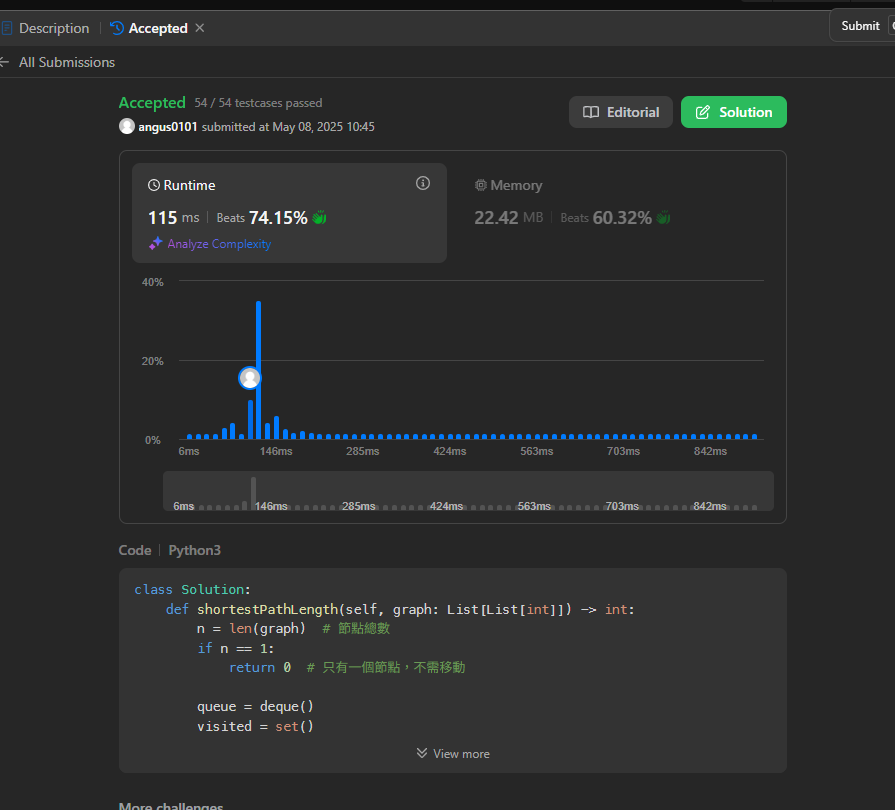 Description | Accepted ×
Submit
All Submissions
Accepted 54 / 54 testcases passed
angus0101 submitted at May 08, 2025 10:45
Editorial
Solution
Runtime
115 ms | Beats 74.15%
Analyze Complexity
Memory
22.42 MB | Beats 60.32%
40%
20%
0%
6ms 146ms 285ms 424ms 563ms 703ms 842ms
6ms 146ms 285ms 424ms 563ms 703ms 842ms
Code | Python3
class Solution:
    def shortestPathLength(self, graph: List[List[int]]) -> int:
        n = len(graph)  # 節點總數
        if n == 1:
            return 0  # 只有一個節點，不需移動

        queue = deque()
        visited = set()
View more
More challenges